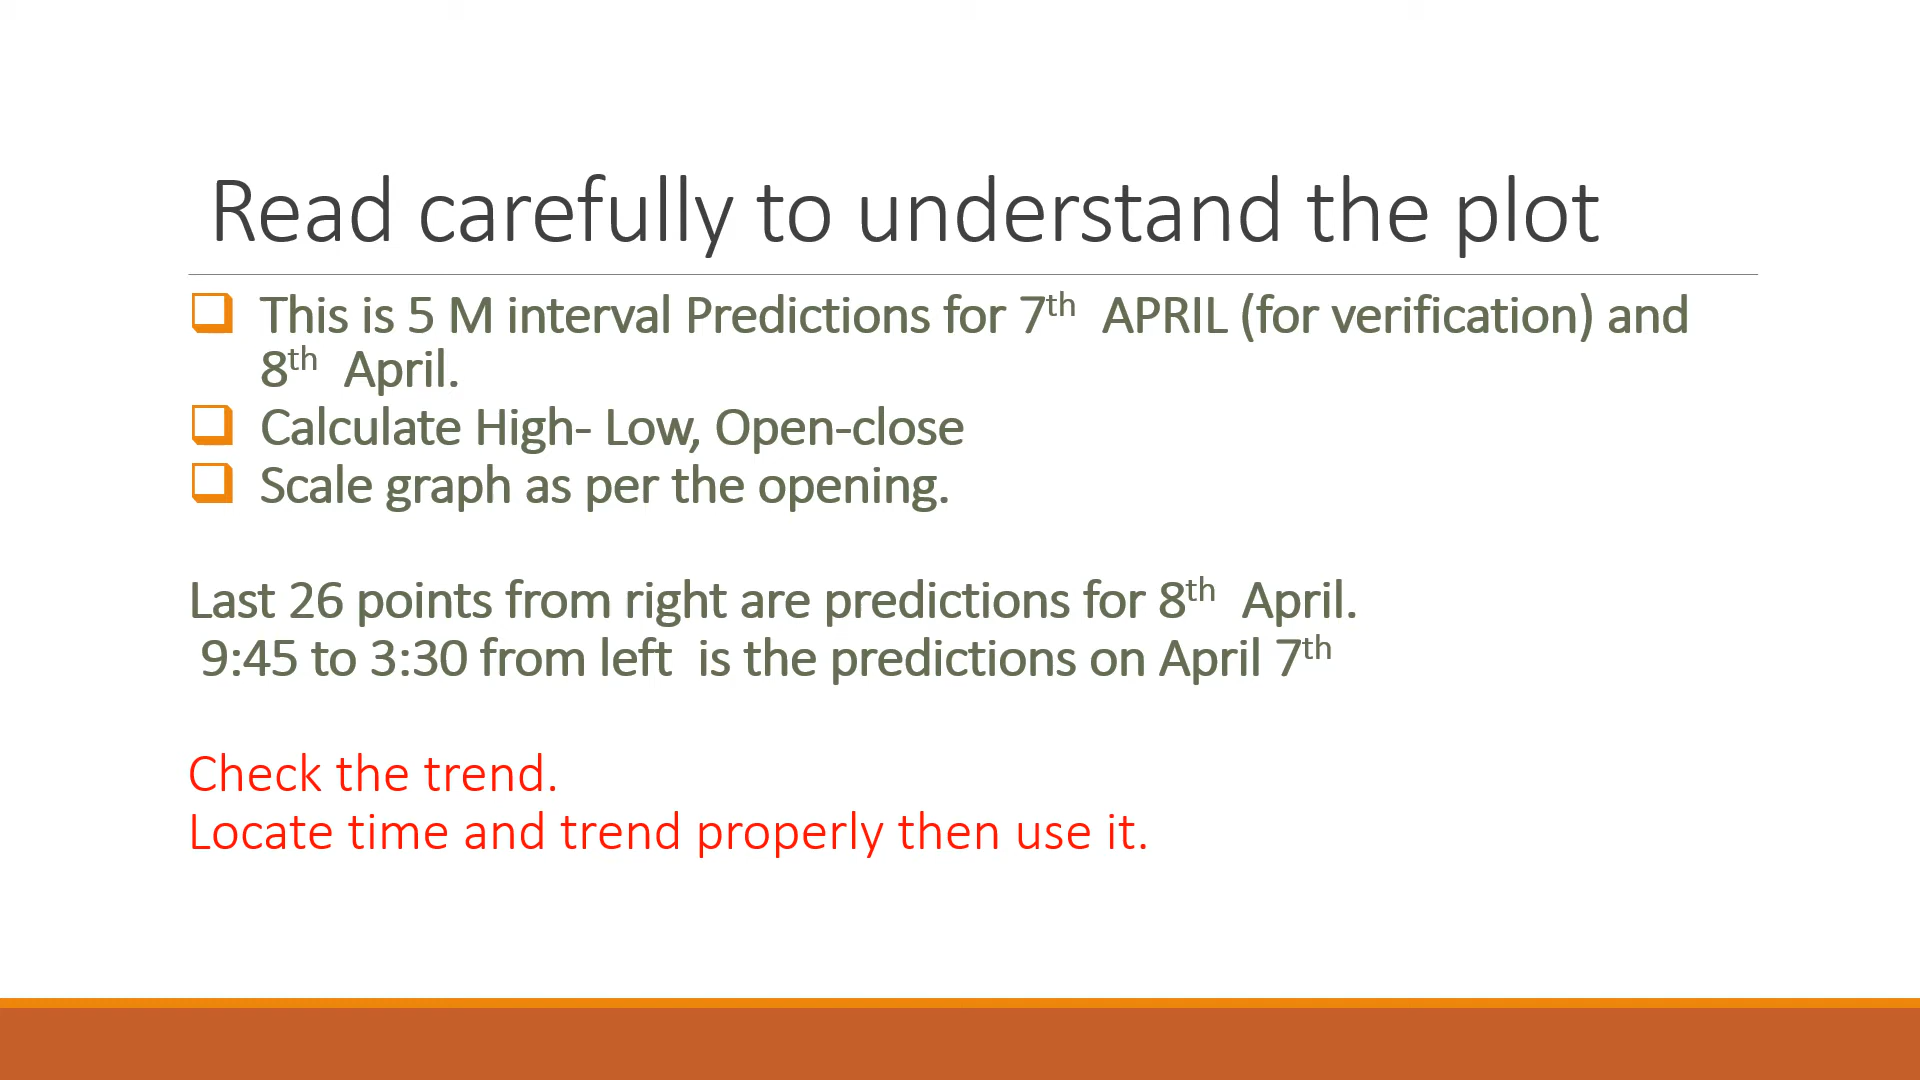 Read carefully to understand the plot
This is 5 M interval Predictions for 7th APRIL (for verification) and
8th April.
Calculate High- Low, Open-close
Scale graph as per the opening.
Last 26 points from right are predictions for 8th April.
9:45 to 3:30 from left is the predictions on April 7th
Check the trend.
Locate time and trend properly then use it.